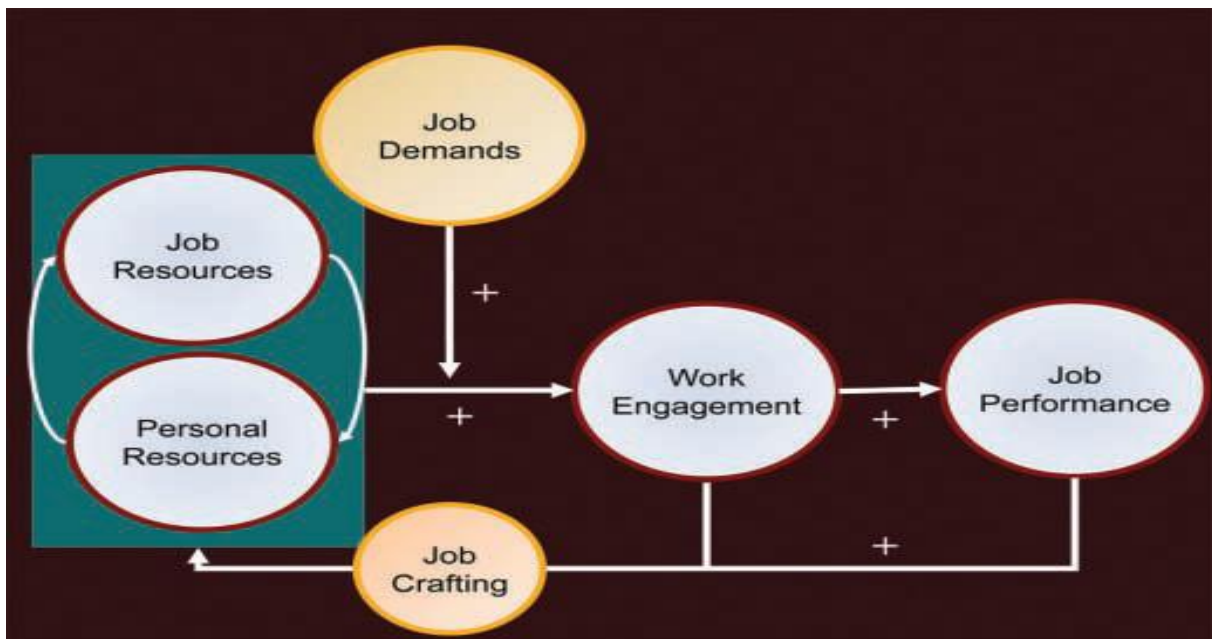 Job
Demands
Job
Resources
+
Work
Engagement
Job
Performance
Personal
Resources
+
+
Job
Crafting
+